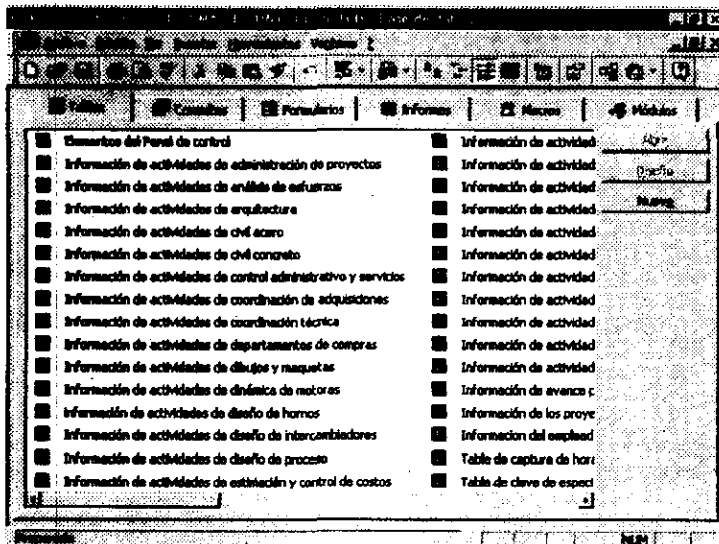 Ventana ?
Tablas Consultas Formularios Informes Macros Módulos
Elementos del Panel de control
Información de actividades de administración de proyectos
Información de actividades de análisis de esfuerzos
Información de actividades de arquitectura
Información de actividades de civil acero
Información de actividades de civil concreto
Información de actividades de control administrativo y servicios
Información de actividades de coordinación de adquisiciones
Información de actividades de coordinación técnica
Información de actividades de departamentos de compras
Información de actividades de dibujos y maquetas
Información de actividades de dinámica de motoras
Información de actividades de diseño de hornos
Información de actividades de diseño de intercambiadores
Información de actividades de diseño de proceso
Información de actividades de estimación y control de costos
Información de actividad
Información de actividad
Información de actividad
Información de actividad
Información de actividad
Información de actividad
Información de actividad
Información de actividad
Información de actividad
Información de actividad
Información de actividad
Información de avance p
Información de los proye
Informacion del emplead
Table de captura de hora
Table de clave de especi
Abrir
Diseño
Nuevo
Preparado
NUM